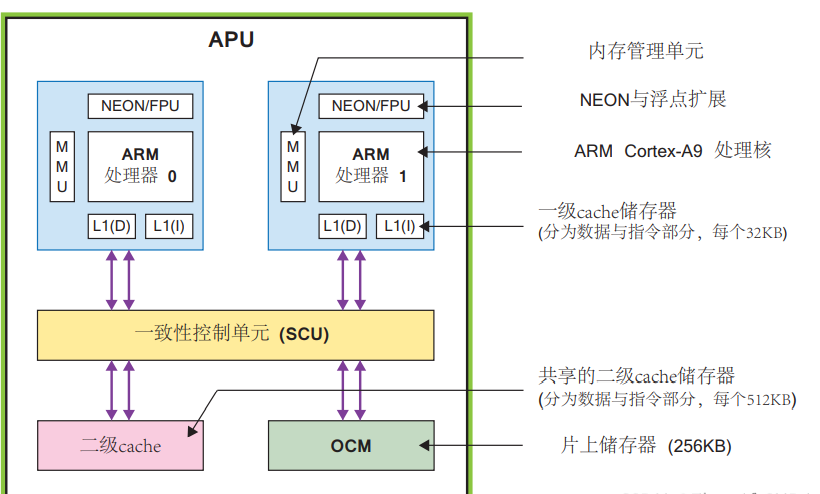 APU
内存管理单元
NEON/FPU
NEON/FPU
NEON与浮点扩展
M
M
U
ARM
处理器 0
M
M
U
ARM
处理器 1
ARM Cortex-A9 处理核
L1(D)
L1(I)
L1(D)
L1(I)
一级cache储存器
(分为数据与指令部分，每个32KB)
一致性控制单元 (SCU)
共享的二级cache储存器
(分为数据与指令部分，每个512KB)
二级cache
OCM
片上储存器 (256KB)